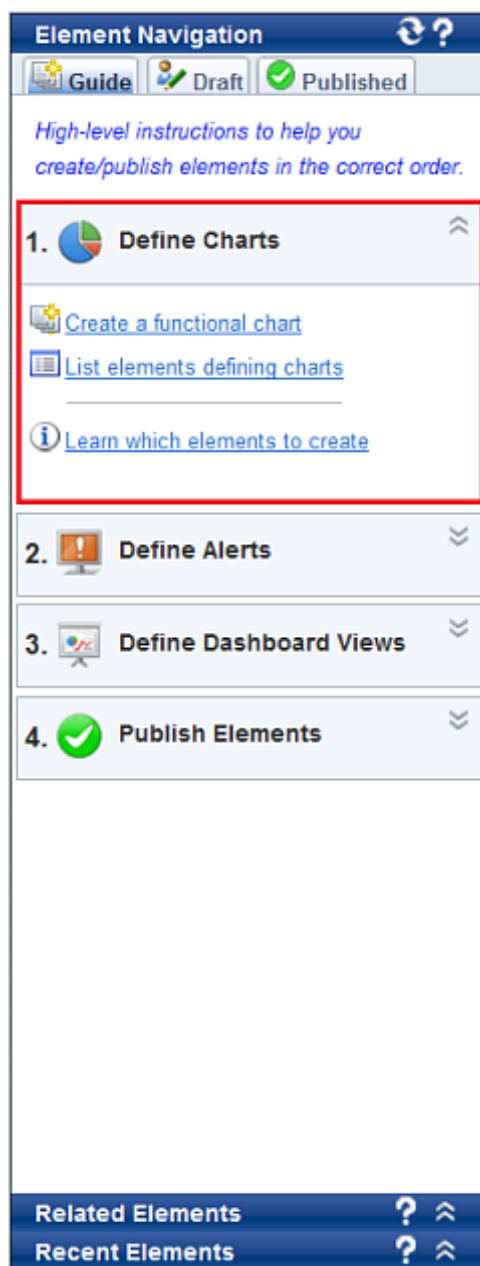 Element Navigation ?
Guide Draft Published
High-level instructions to help you
create/publish elements in the correct order.
1. Define Charts
Create a functional chart
List elements defining charts
Learn which elements to create
2. Define Alerts
3. Define Dashboard Views
4. Publish Elements
Related Elements ?
Recent Elements ?